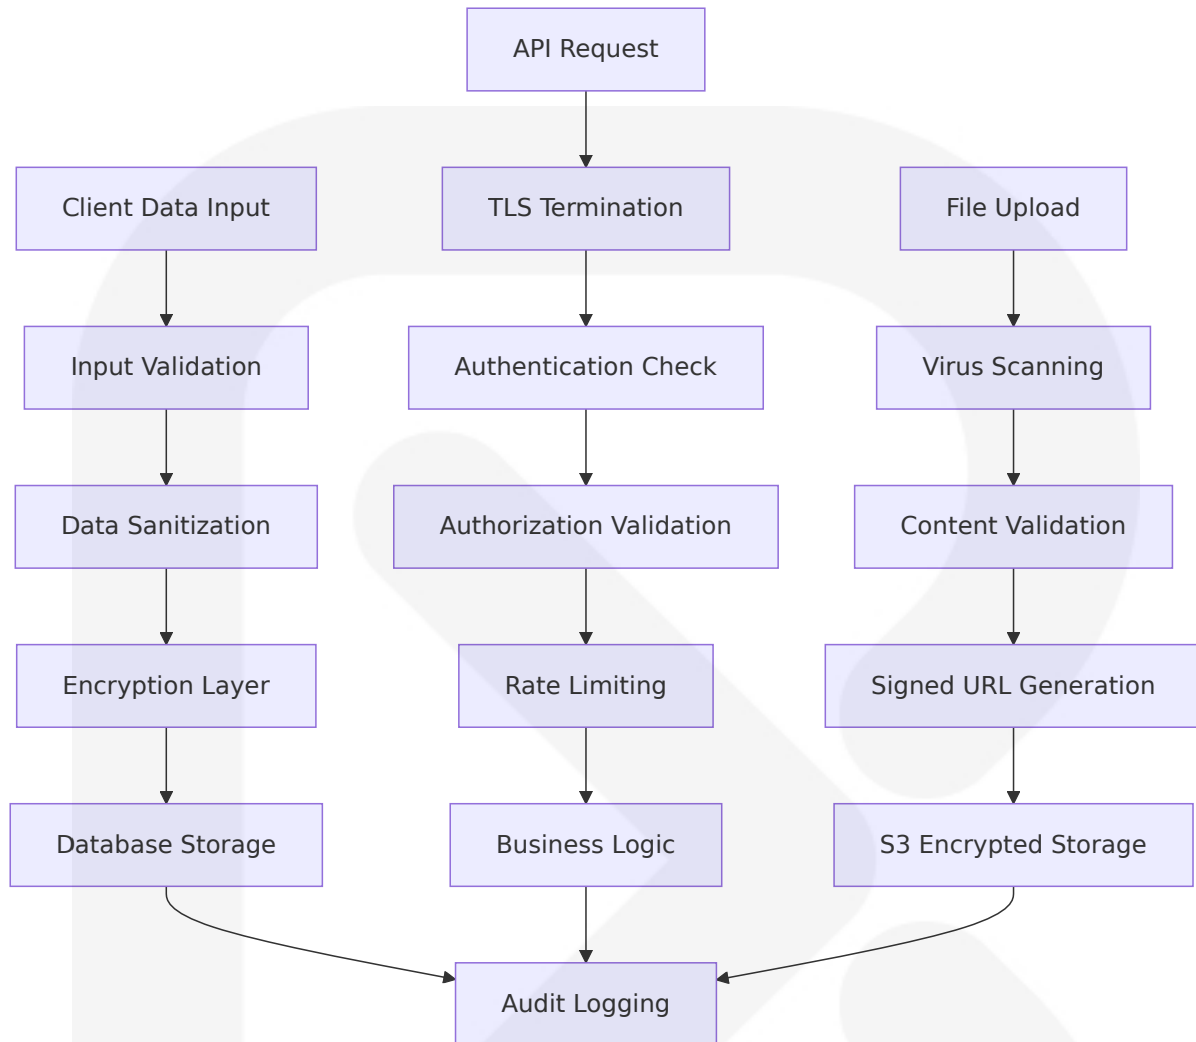 API Request
Client Data Input
TLS Termination
File Upload
Input Validation
Authentication Check
Virus Scanning
Data Sanitization
Authorization Validation
Content Validation
Encryption Layer
Rate Limiting
Signed URL Generation
Database Storage
Business Logic
S3 Encrypted Storage
Audit Logging